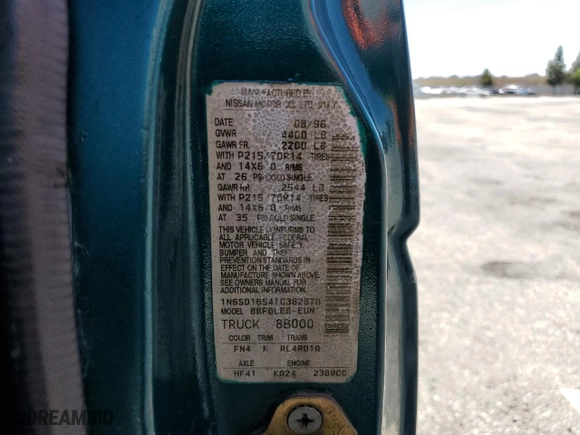 MANUFACTURED BY
NISSAN MOTOR CO., LTD.
DATE 08/96
GVWR 4400 LB
GAWR FR 2200 LB
WITH P215/70R14 TIRES
AND 14X6.0 RIMS
AT 26 PSI COLD SINGLE
GAWR RR 2544 LB
WITH P215/70R14 TIRES
AND 14X6.0 RIMS
AT 35 PSI COLD SINGLE.
THIS VEHICLE CONFORMS TO
ALL APPLICABLE FEDERAL
MOTOR VEHICLE SAFETY,
BUMPER AND THEFT
PREVENTION STANDARDS
IN EFFECT ON THE DATE OF
MANUFACTURE SHOWN ABOVE.
SEE OWNERS MANUAL FOR
ADDITIONAL INFORMATION.
MODEL
TRUCK 8B000
COLOR TRIM TRANS
FN4 K RL4R01A
AXLE ENGINE
HF41 KA24 2389CC
IDREAMBID